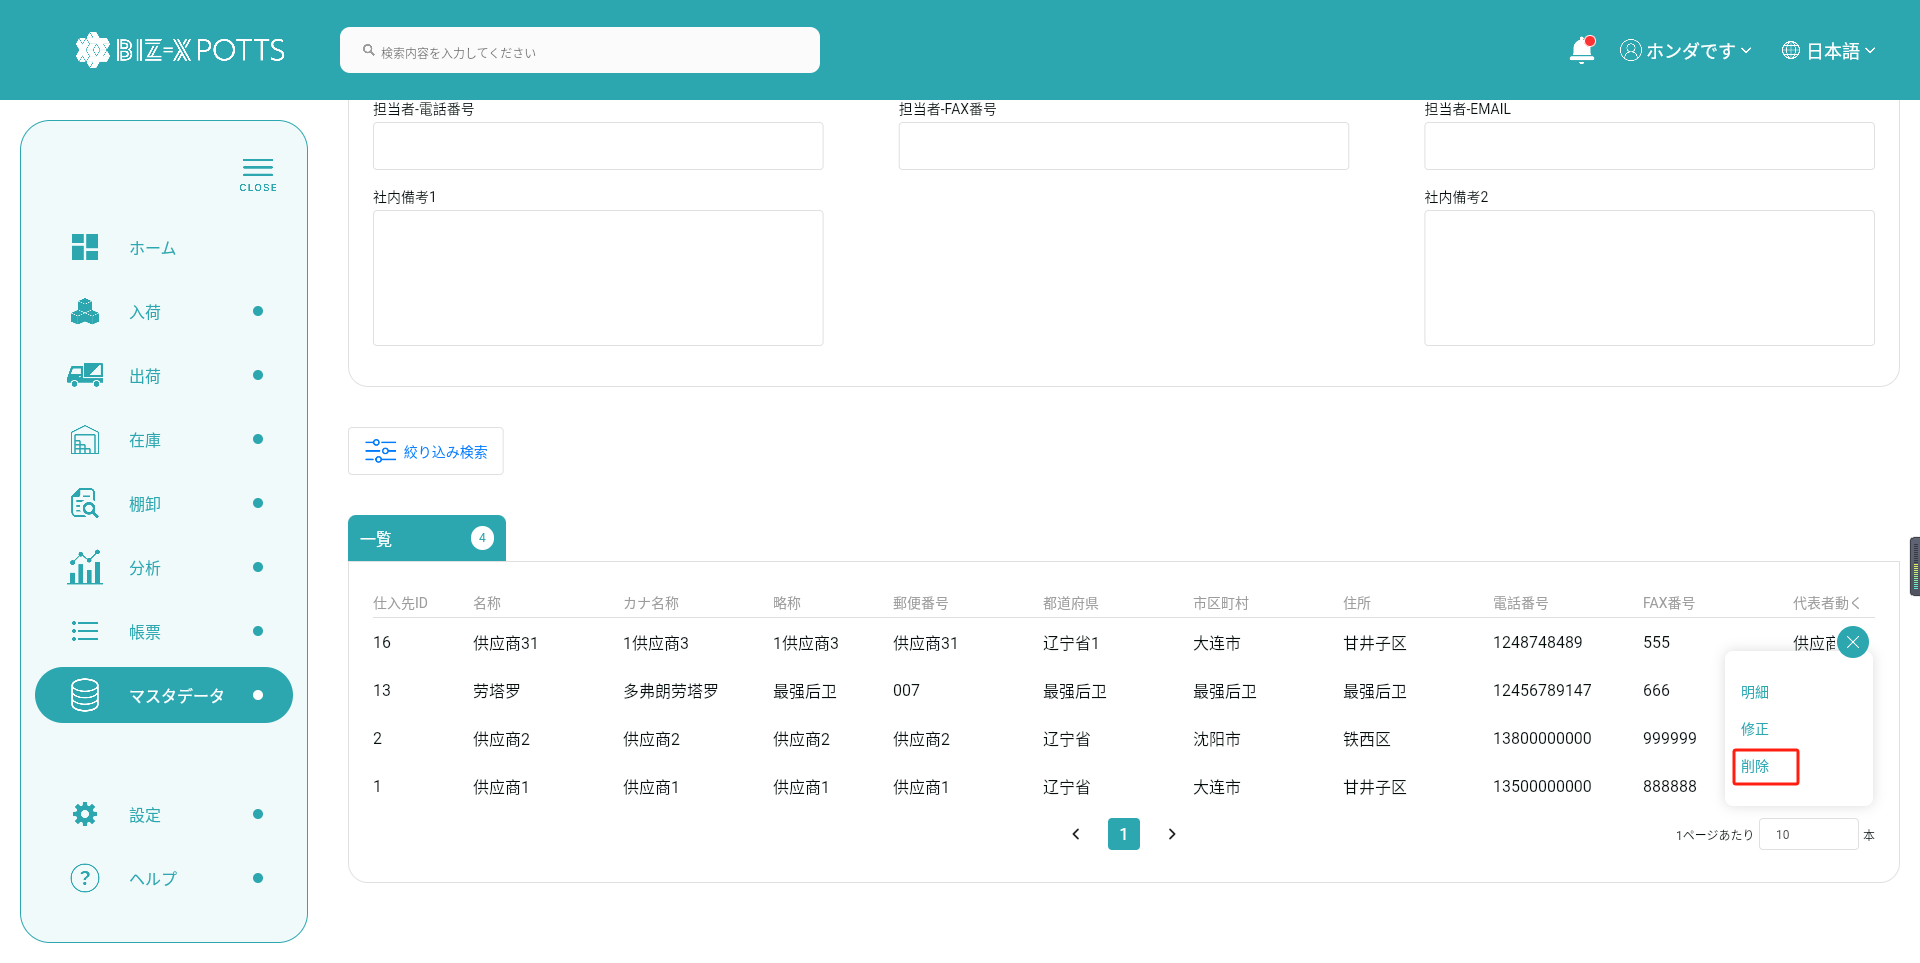 BIZ-X POTTS
検索内容を入力してください
ホンダです
日本語
CLOSE
ホーム
入荷
出荷
在庫
棚卸
分析
帳票
マスタデータ
設定
ヘルプ
担当者-電話番号 担当者-FAX番号 担当者-EMAIL
社内備考1 社内備考2
絞り込み検索
一覧 4
仕入先ID 名称 カナ名称 略称 郵便番号 都道府県 市区町村 住所 電話番号 FAX番号 代表者動く
16 供应商31 1供应商3 1供应商3 供应商31 辽宁省1 大连市 甘井子区 1248748489 555 供应商
13 劳塔罗 多弗朗劳塔罗 最强后卫 007 最强后卫 最强后卫 最强后卫 12456789147 666
2 供应商2 供应商2 供应商2 供应商2 辽宁省 沈阳市 铁西区 13800000000 999999
1 供应商1 供应商1 供应商1 供应商1 辽宁省 大连市 甘井子区 13500000000 888888
明細
修正
削除
1
1ページあたり 10 本